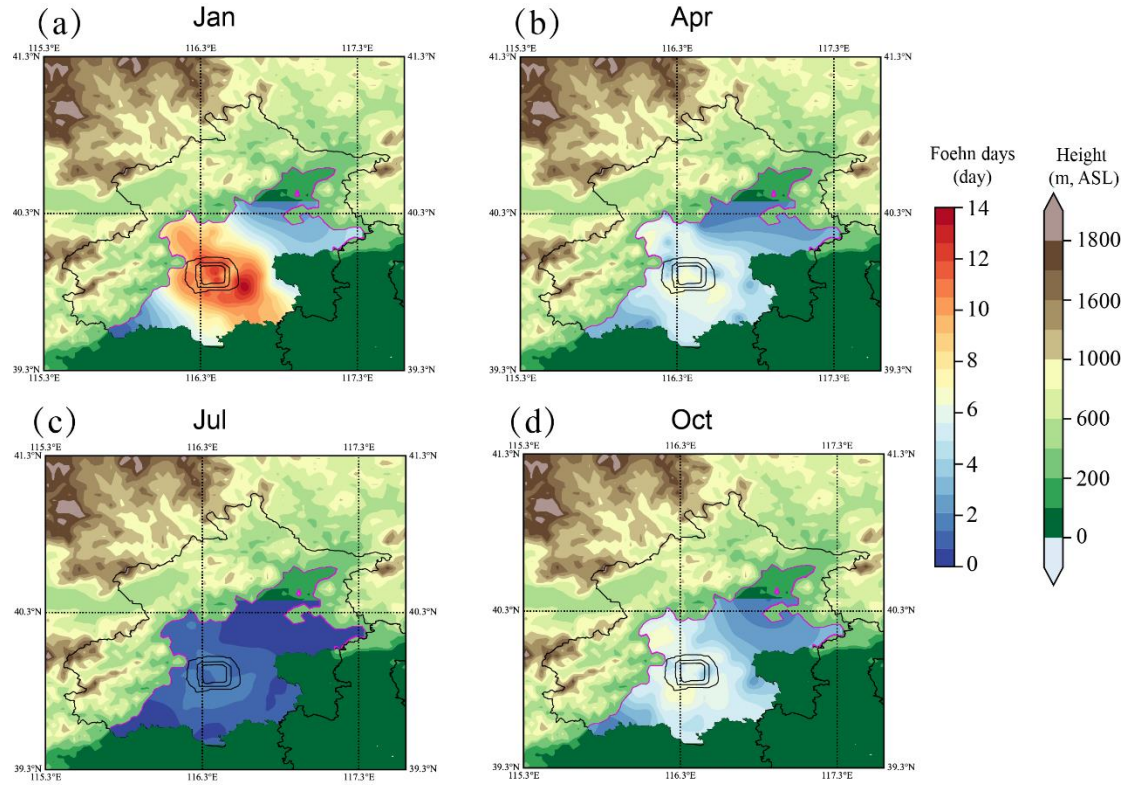 (a) Jan
(b) Apr
115.3°E 116.3°E 117.3°E
115.3°E 116.3°E 117.3°E
41.3°N 41.3°N
41.3°N 41.3°N
40.3°N 40.3°N
40.3°N 40.3°N
39.3°N 39.3°N
39.3°N 39.3°N
115.3°E 116.3°E 117.3°E
115.3°E 116.3°E 117.3°E
(c) Jul
(d) Oct
115.3°E 116.3°E 117.3°E
115.3°E 116.3°E 117.3°E
41.3°N 41.3°N
41.3°N 41.3°N
40.3°N 40.3°N
40.3°N 40.3°N
39.3°N 39.3°N
39.3°N 39.3°N
115.3°E 116.3°E 117.3°E
115.3°E 116.3°E 117.3°E
Foehn days
(day)
14
12
10
8
6
4
2
0
Height
(m, ASL)
1800
1600
1000
600
200
0